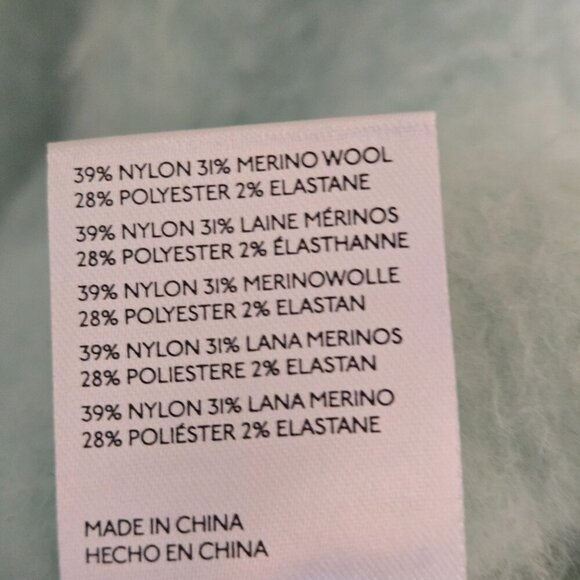 39% NYLON 31% MERINO WOOL
28% POLYESTER 2% ELASTANE
39% NYLON 31% LAINE MÉRINOS
28% POLYESTER 2% ÉLASTHANNE
39% NYLON 31% MERINOWOLLE
28% POLYESTER 2% ELASTAN
39% NYLON 31% LANA MERINOS
28% POLIESTERE 2% ELASTAN
39% NYLON 31% LANA MERINO
28% POLIÉSTER 2% ELASTANE
MADE IN CHINA
HECHO EN CHINA